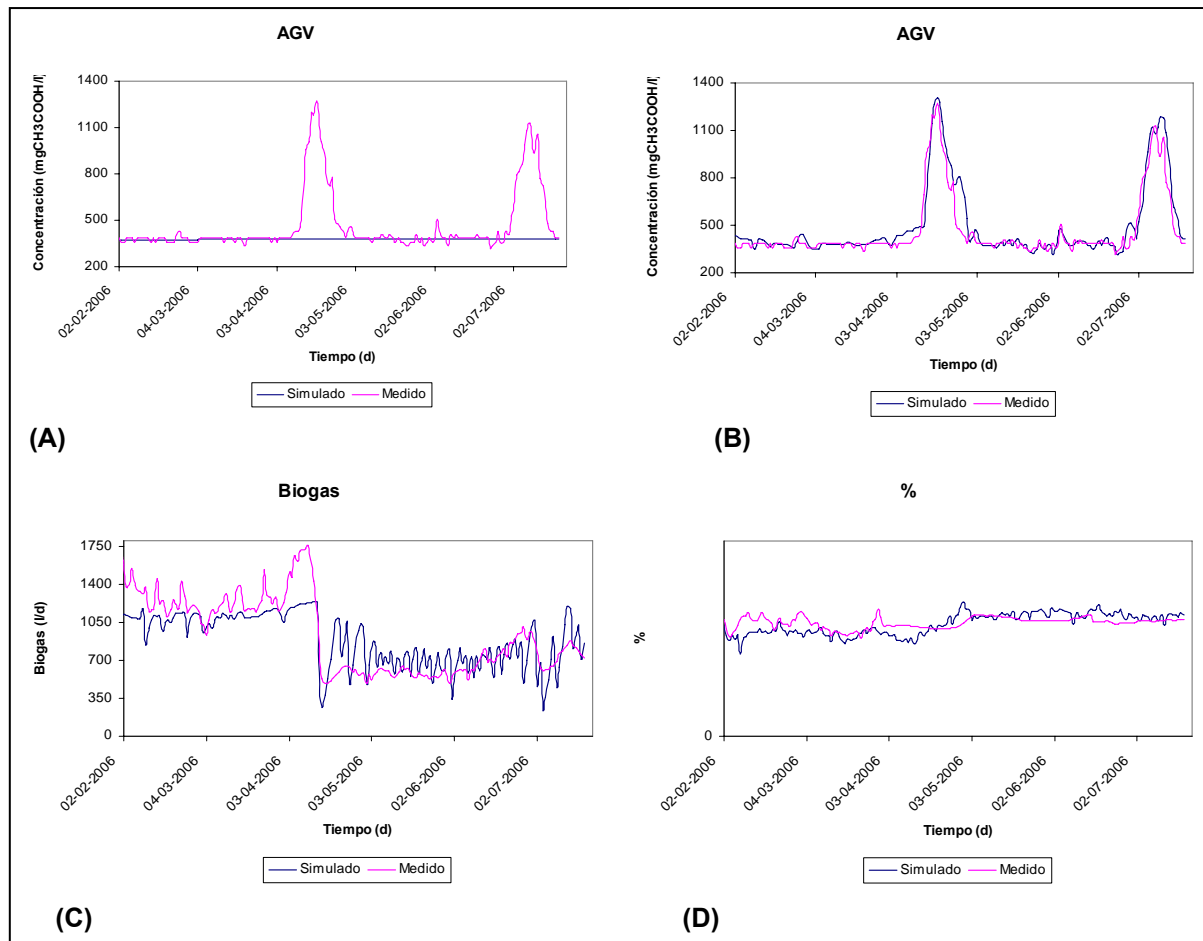 AGV
Concentración (mgCH3COOH/l)
1400
1100
800
500
200
02-02-2006
04-03-2006
03-04-2006
03-05-2006
02-06-2006
02-07-2006
Tiempo (d)
Simulado Medido
(A)
AGV
Concentración (mgCH3COOH/l)
1400
1100
800
500
200
02-02-2006
04-03-2006
03-04-2006
03-05-2006
02-06-2006
02-07-2006
Tiempo (d)
Simulado Medido
(B)
Biogas
Biogas (l/d)
1750
1400
1050
700
350
0
02-02-2006
04-03-2006
03-04-2006
03-05-2006
02-06-2006
02-07-2006
Tiempo (d)
Simulado Medido
(C)
%
%
0
02-02-2006
04-03-2006
03-04-2006
03-05-2006
02-06-2006
02-07-2006
Tiempo (d)
Simulado Medido
(D)